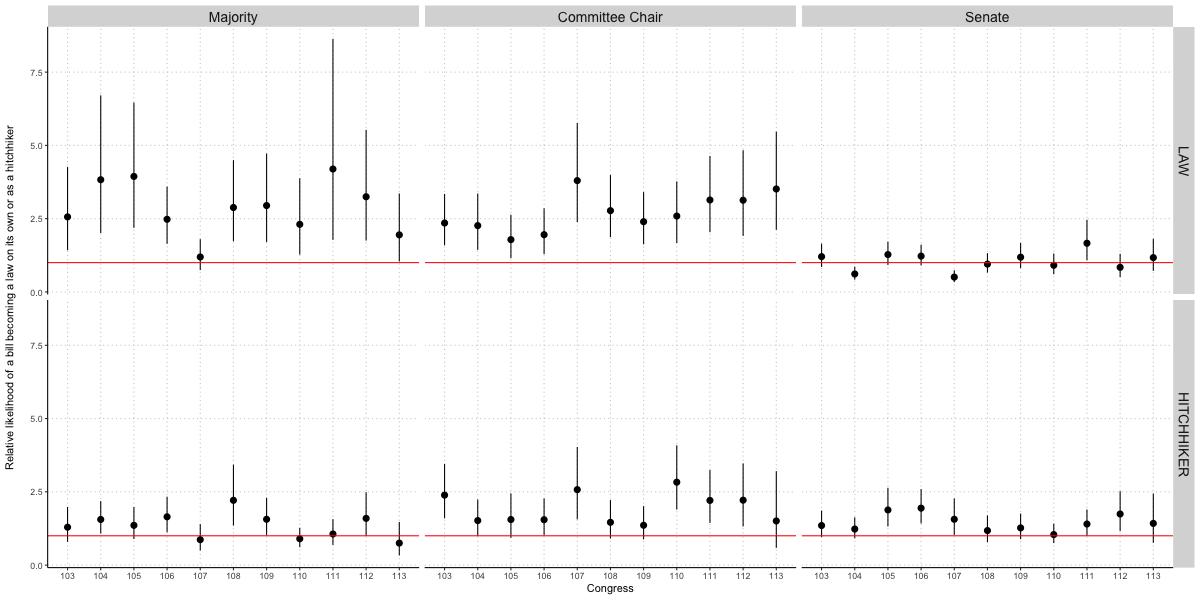 Majority Committee Chair Senate
Relative likelihood of a bill becoming a law on its own or as a hitchhiker
7.5
5.0
2.5
0.0
LAW
7.5
5.0
2.5
0.0
HITCHHIKER
103 104 105 106 107 108 109 110 111 112 113 103 104 105 106 107 108 109 110 111 112 113 103 104 105 106 107 108 109 110 111 112 113
Congress